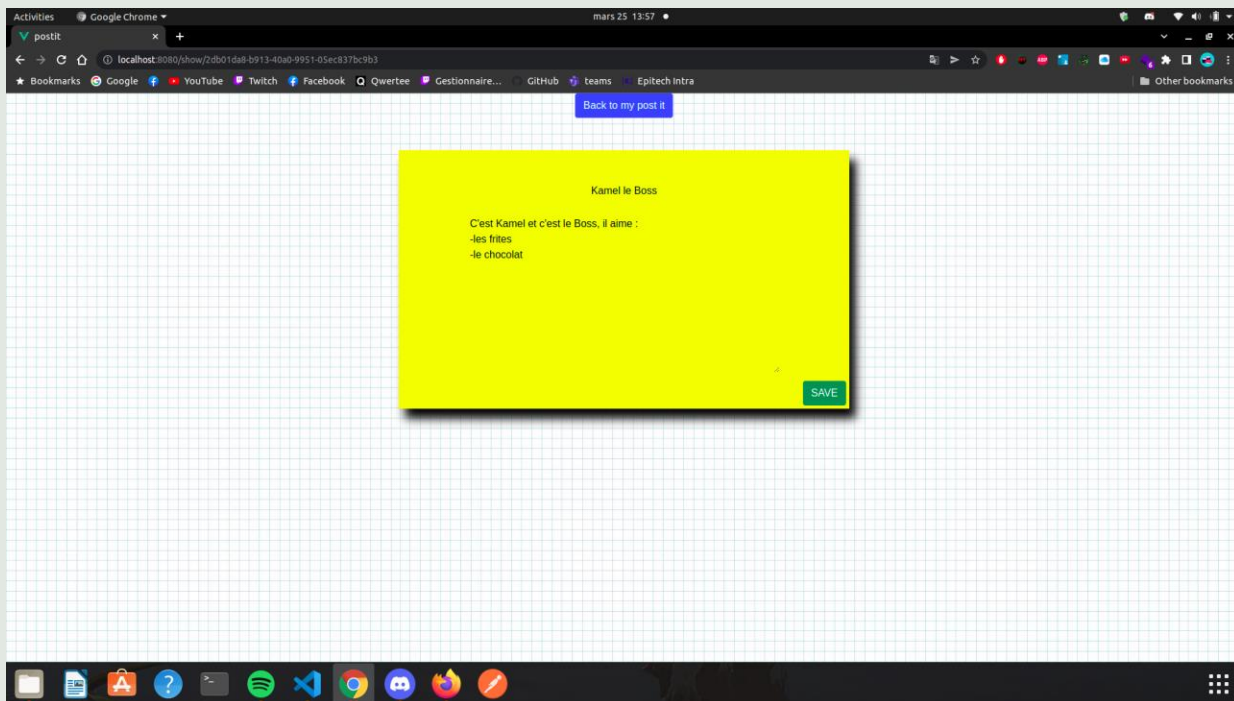 Activities Google Chrome mars 25 13:57
postit
localhost:8080/show/2db01da8-b913-40a0-9951-05ec837bc9b3
Bookmarks Google YouTube Twitch Facebook Qwertee Gestionnaire... GitHub teams Epitech Intra Other bookmarks
Back to my post it
Kamel le Boss
C'est Kamel et c'est le Boss, il aime :
-les frites
-le chocolat
SAVE